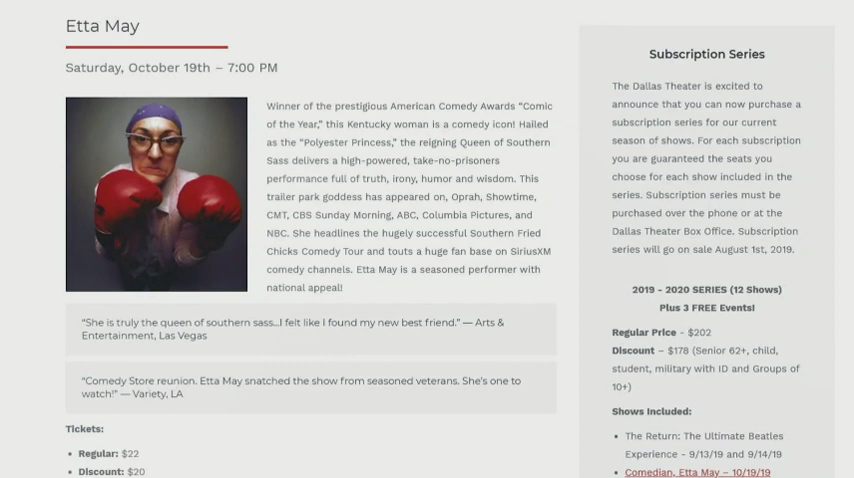 Etta May
Saturday, October 19th – 7:00 PM
Winner of the prestigious American Comedy Awards “Comic
of the Year,” this Kentucky woman is a comedy icon! Hailed
as the “Polyester Princess,” the reigning Queen of Southern
Sass delivers a high-powered, take-no-prisoners
performance full of truth, irony, humor and wisdom. This
trailer park goddess has appeared on, Oprah, Showtime,
CMT, CBS Sunday Morning, ABC, Columbia Pictures, and
NBC. She headlines the hugely successful Southern Fried
Chicks Comedy Tour and touts a huge fan base on SiriusXM
comedy channels. Etta May is a seasoned performer with
national appeal!
“She is truly the queen of southern sass...I felt like I found my new best friend.” — Arts &
Entertainment, Las Vegas
“Comedy Store reunion. Etta May snatched the show from seasoned veterans. She’s one to
watch!” — Variety, LA
Tickets:
• Regular: $22
• Discount: $20
Subscription Series
The Dallas Theater is excited to
announce that you can now purchase a
subscription series for our current
season of shows. For each subscription
you are guaranteed the seats you
choose for each show included in the
series. Subscription series must be
purchased over the phone or at the
Dallas Theater Box Office. Subscription
series will go on sale August 1st, 2019.
2019 - 2020 SERIES (12 Shows)
Plus 3 FREE Events!
Regular Price - $202
Discount – $178 (Senior 62+, child,
student, military with ID and Groups of
10+)
Shows Included:
• The Return: The Ultimate Beatles
Experience - 9/13/19 and 9/14/19
• Comedian, Etta May – 10/19/19